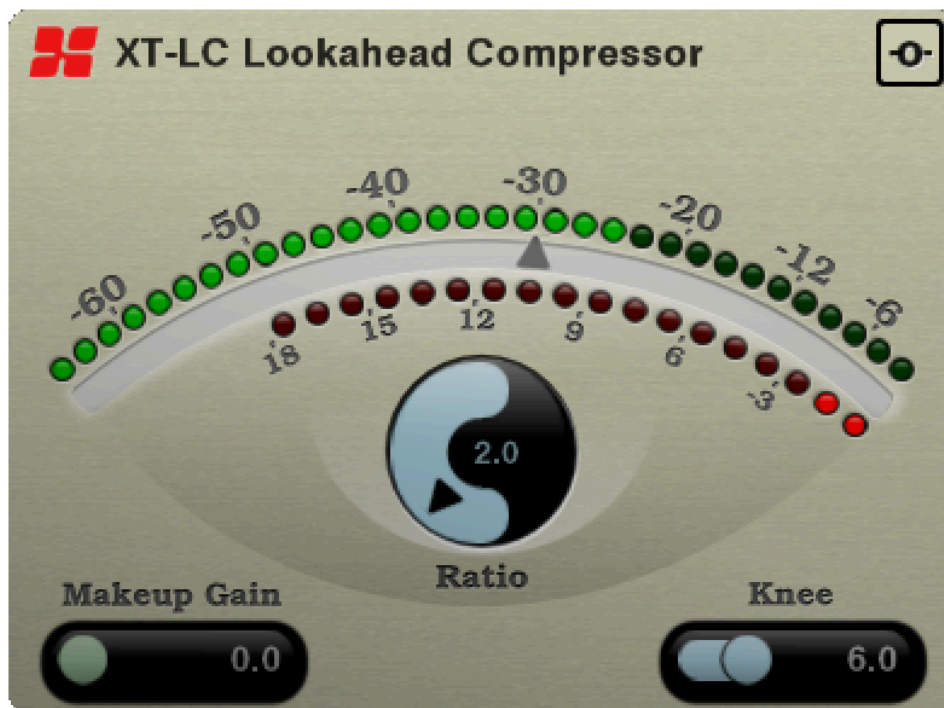 XT-LC Lookahead Compressor -O-
-60 -50 -40 -30 -20 -12 -6
18 15 12 9 6 -3
2.0
Ratio
Makeup Gain Knee
0.0 6.0